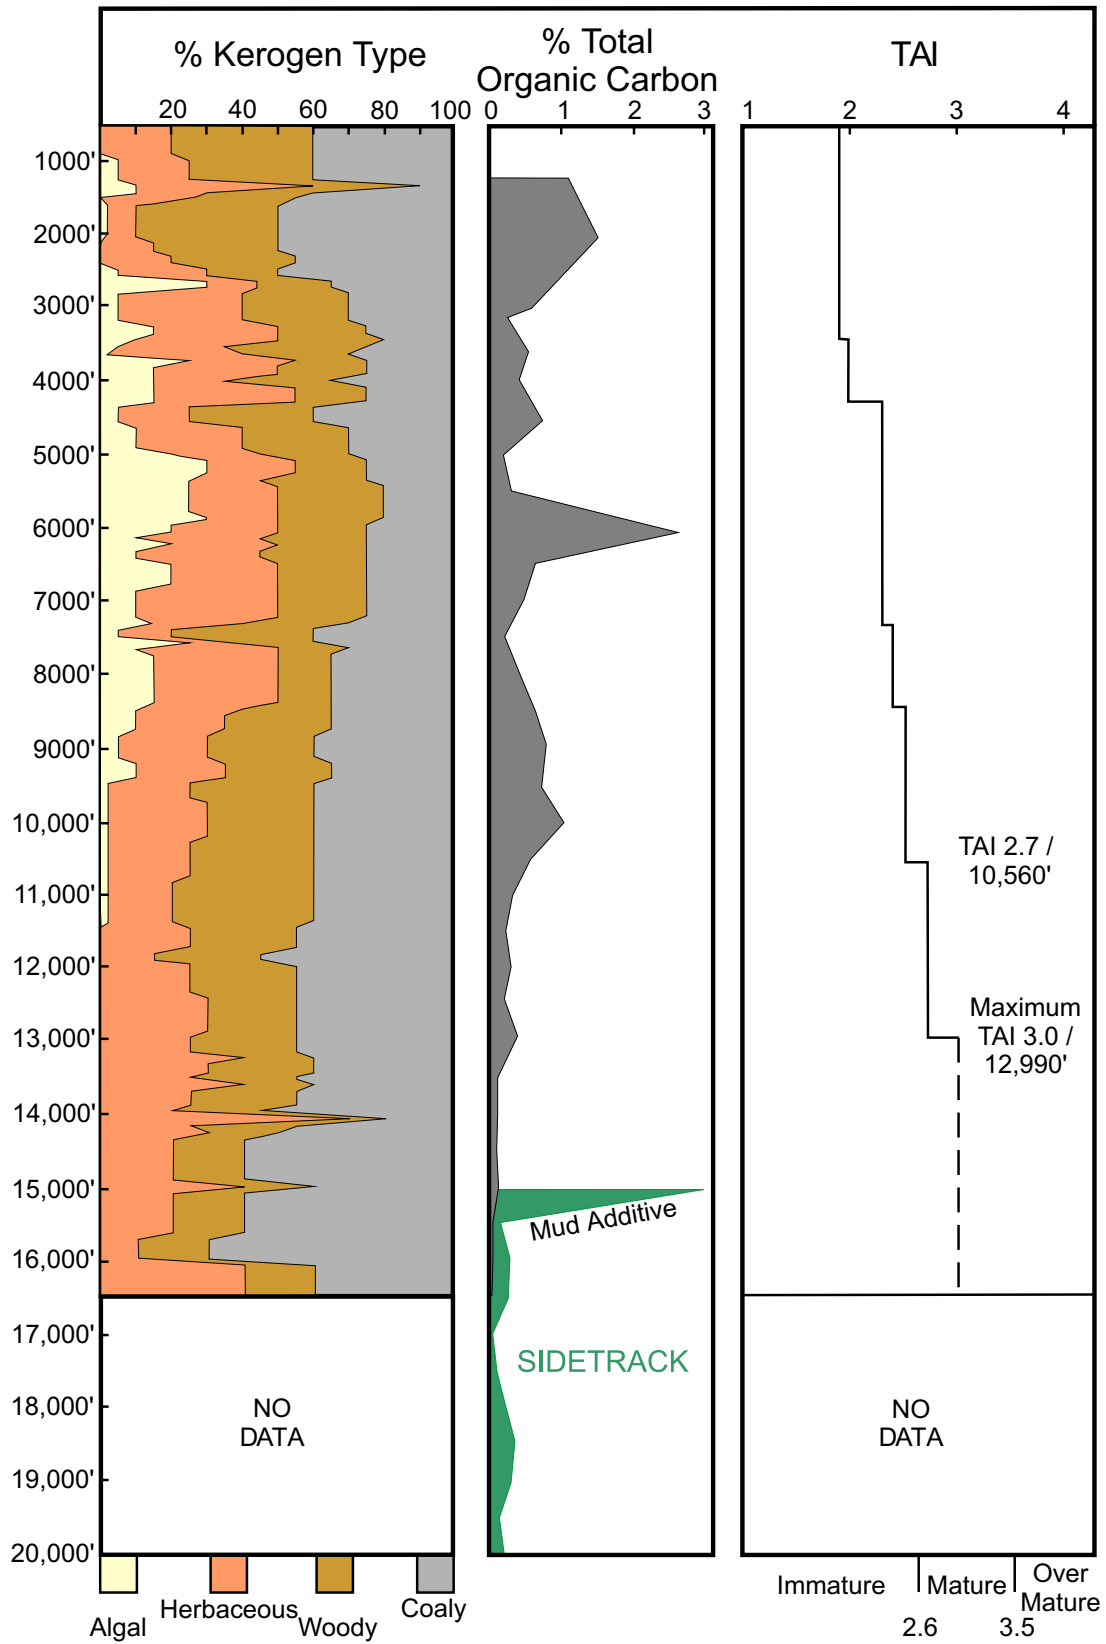 % Kerogen Type
% Total
Organic Carbon
TAI
20 40 60 80 100
0 1 2 3
1 2 3 4
1000'
2000'
3000'
4000'
5000'
6000'
7000'
8000'
9000'
10,000'
11,000'
12,000'
13,000'
14,000'
15,000'
16,000'
17,000'
18,000'
19,000'
20,000'
TAI 2.7 /
10,560'
Maximum
TAI 3.0 /
12,990'
Mud Additive
SIDETRACK
NO
DATA
NO
DATA
Algal
Herbaceous
Woody
Coaly
Immature
Mature
Over
Mature
2.6
3.5